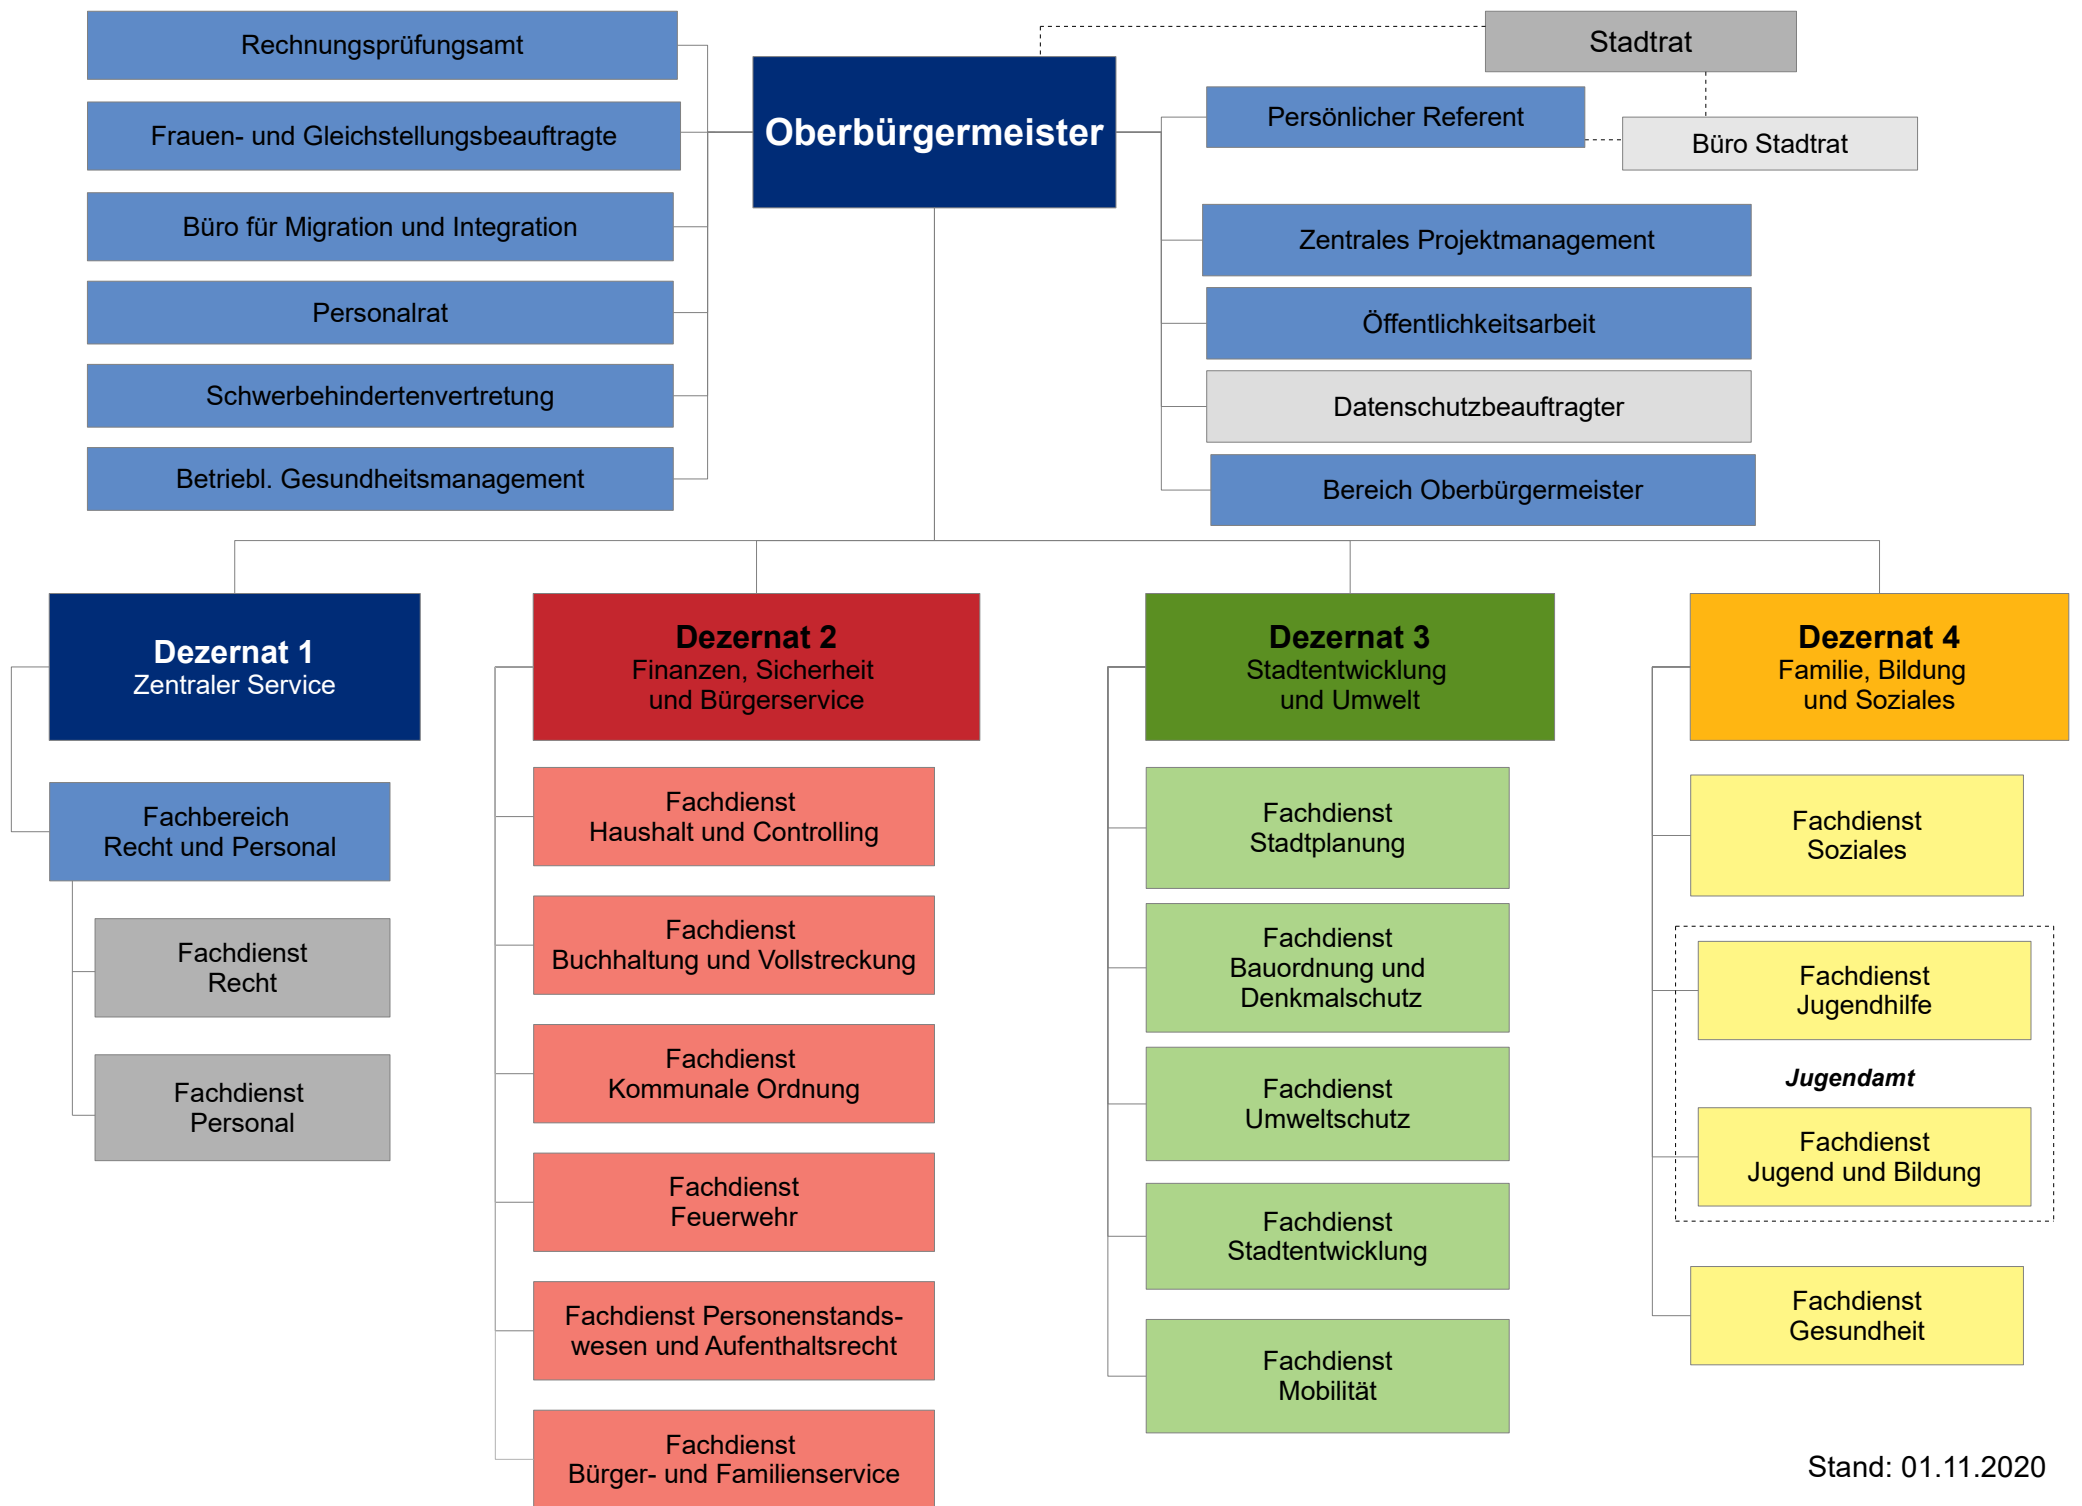 Rechnungsprüfungsamt
Frauen- und Gleichstellungsbeauftragte
Büro für Migration und Integration
Personalrat
Schwerbehindertenvertretung
Betriebl. Gesundheitsmanagement
Oberbürgermeister
Stadtrat
Persönlicher Referent
Büro Stadtrat
Zentrales Projektmanagement
Öffentlichkeitsarbeit
Datenschutzbeauftragter
Bereich Oberbürgermeister
Dezernat 1
Zentraler Service
Fachbereich
Recht und Personal
Fachdienst
Recht
Fachdienst
Personal
Dezernat 2
Finanzen, Sicherheit
und Bürgerservice
Fachdienst
Haushalt und Controlling
Fachdienst
Buchhaltung und Vollstreckung
Fachdienst
Kommunale Ordnung
Fachdienst
Feuerwehr
Fachdienst Personenstands-
wesen und Aufenthaltsrecht
Fachdienst
Bürger- und Familienservice
Dezernat 3
Stadtentwicklung
und Umwelt
Fachdienst
Stadtplanung
Fachdienst
Bauordnung und
Denkmalschutz
Fachdienst
Umweltschutz
Fachdienst
Stadtentwicklung
Fachdienst
Mobilität
Dezernat 4
Familie, Bildung
und Soziales
Fachdienst
Soziales
Fachdienst
Jugendhilfe
Jugendamt
Fachdienst
Jugend und Bildung
Fachdienst
Gesundheit
Stand: 01.11.2020